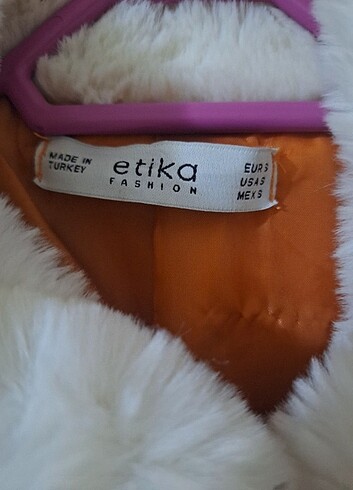 MADE IN
TURKEY
etika
FASHION
EUR S
USA S
MEX S